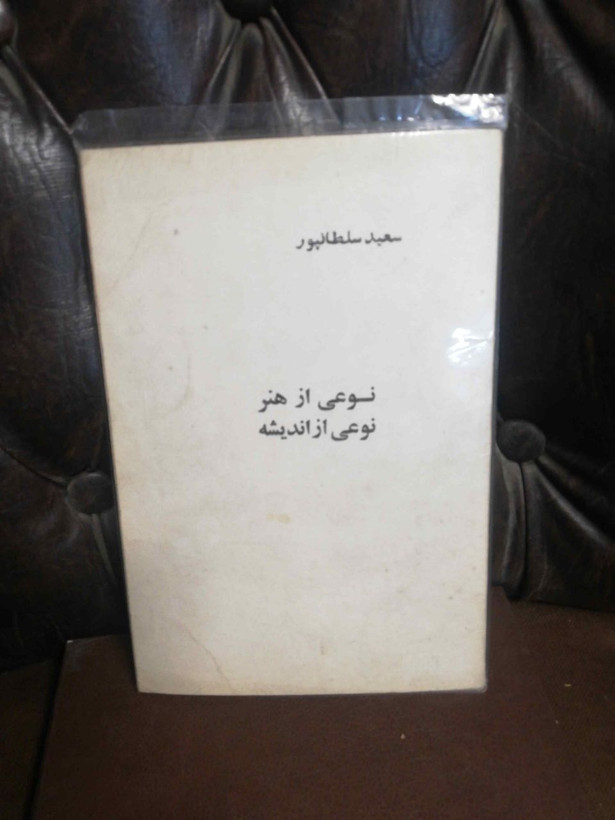 سعید سلطانپور
نوعی از هنر
نوعی از اندیشه